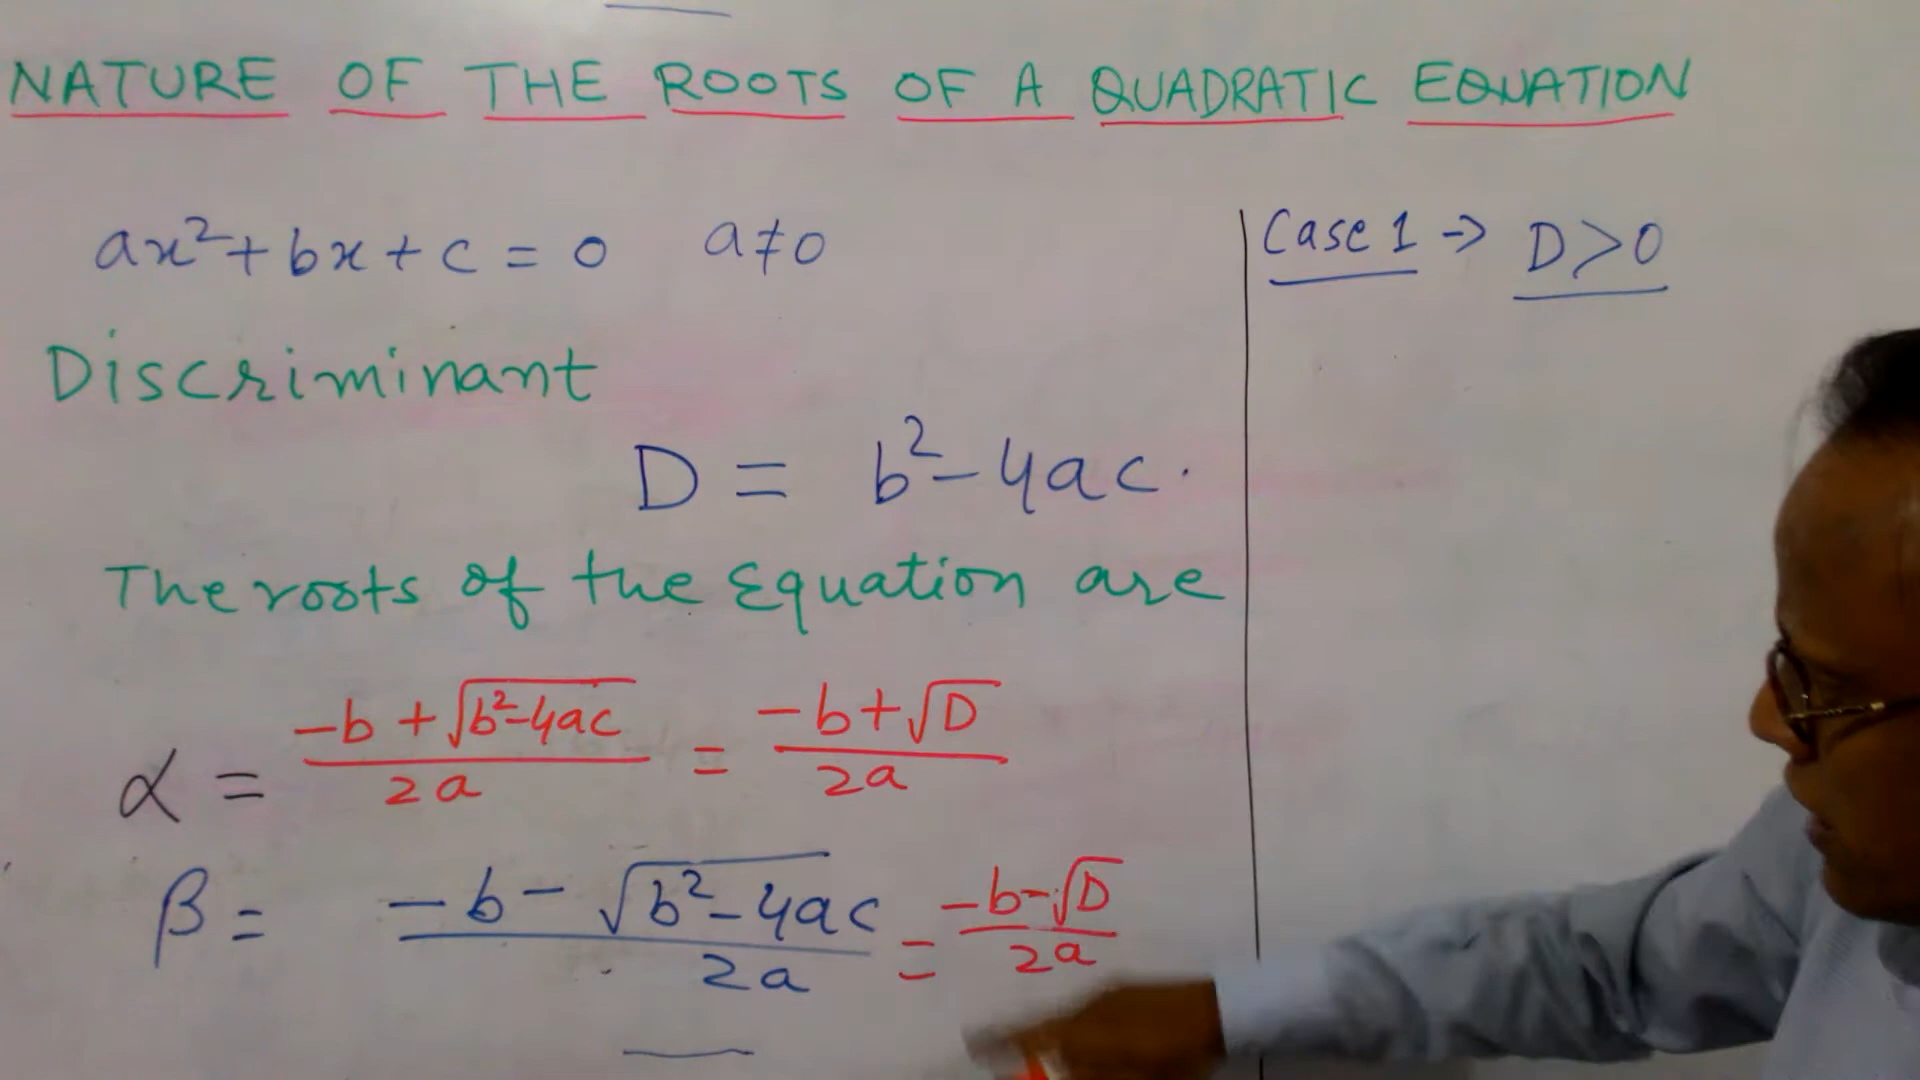 NATURE OF THE ROOTS OF A QUADRATIC EQUATION
ax²+bx+c=0 a≠0
Discriminant
D = b²-4ac.
The roots of the Equation are
α = (-b+√(b²-4ac))/2a = (-b+√D)/2a
β = (-b-√(b²-4ac))/2a = (-b-√D)/2a
Case 1 → D>0